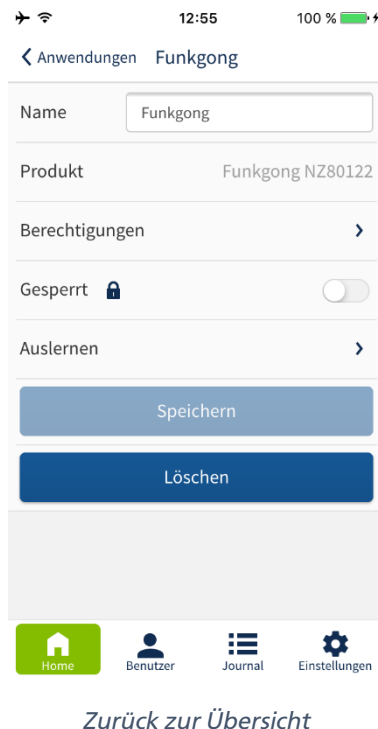 12:55 100 %
Anwendungen Funkgong
Name Funkgong
Produkt Funkgong NZ80122
Berechtigungen
Gesperrt
Auslernen
Speichern
Löschen
Home Benutzer Journal Einstellungen
Zurück zur Übersicht